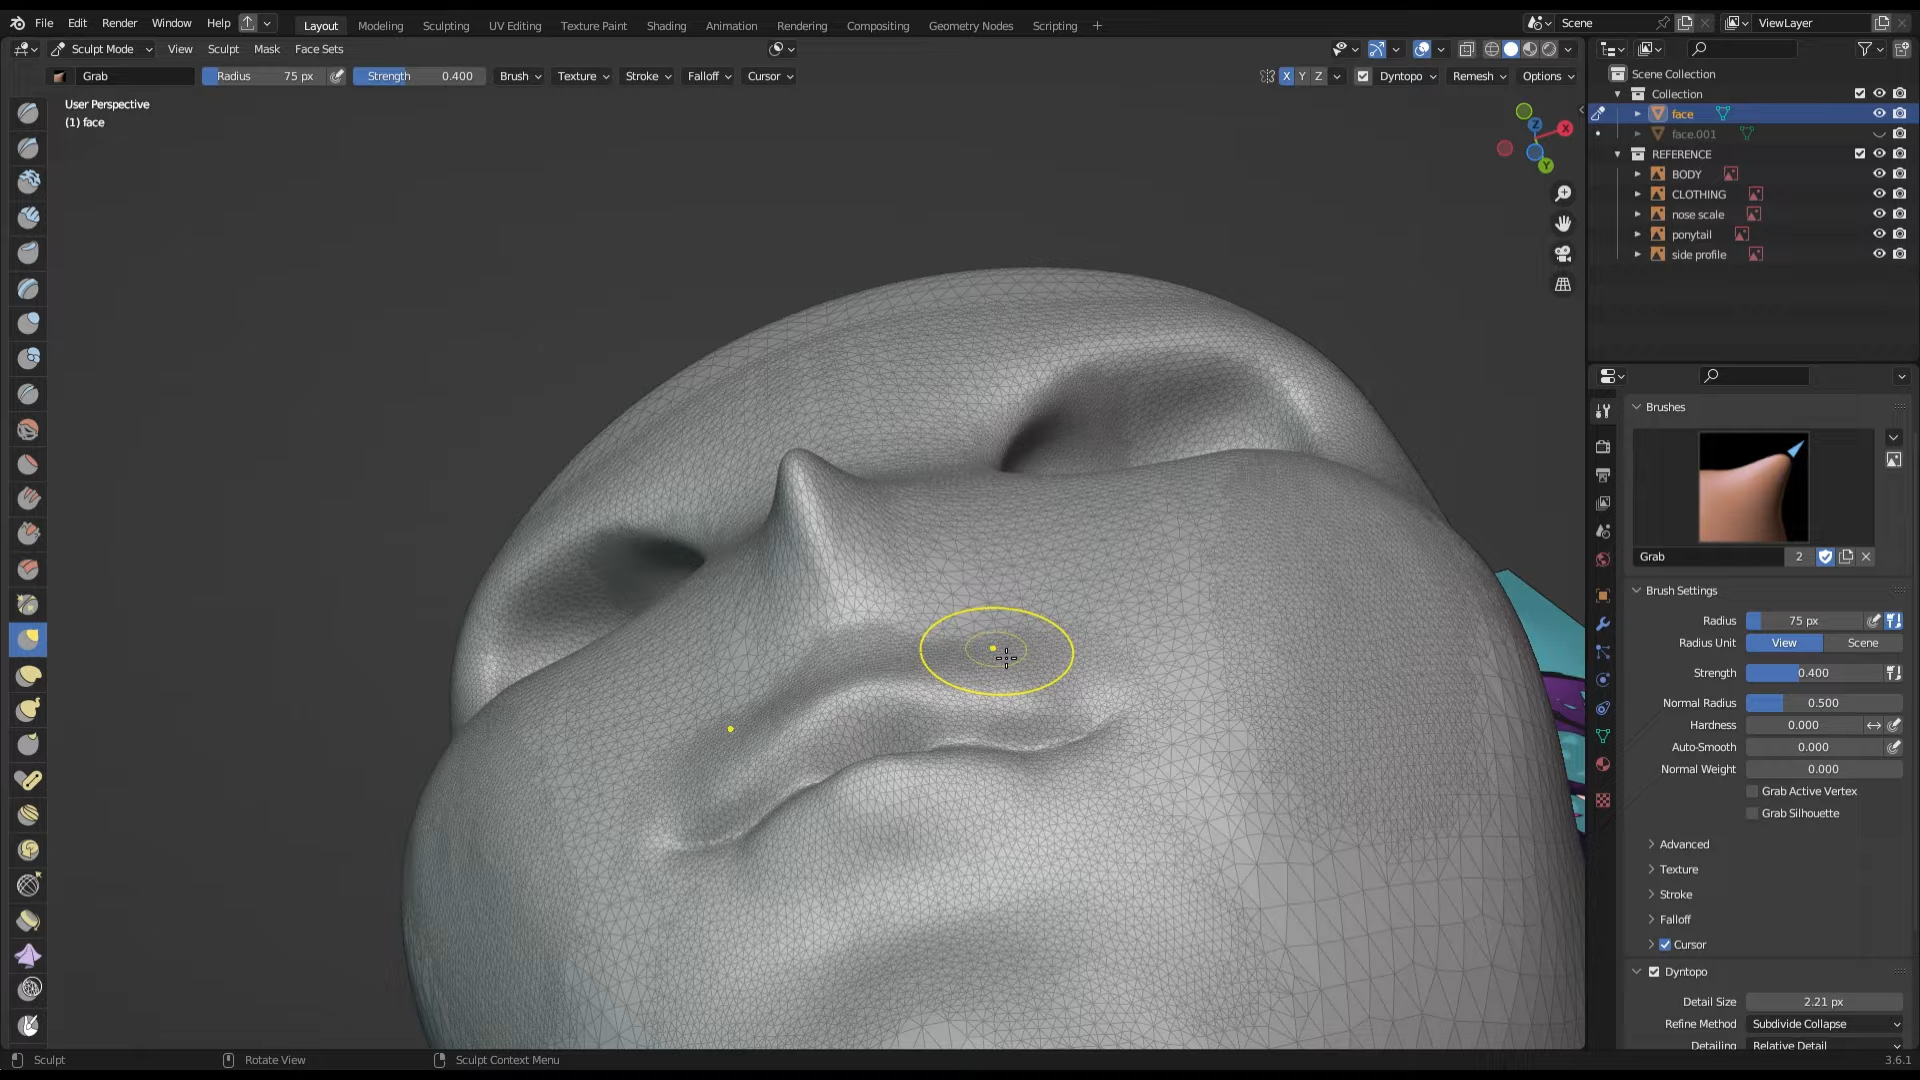 File Edit Render Window Help Layout Modeling Sculpting UV Editing Texture Paint Shading Animation Rendering Compositing Geometry Nodes Scripting + Scene ViewLayer
Sculpt Mode View Sculpt Mask Face Sets
Grab Radius 75 px Strength 0.400 Brush Texture Stroke Falloff Cursor X Y Z Dyntopo Remesh Options
User Perspective
(1) face
Z X Y
Scene Collection
Collection
face
face.001
REFERENCE
BODY
CLOTHING
nose scale
ponytail
side profile
Brushes
Grab 2
Brush Settings
Radius 75 px
Radius Unit View Scene
Strength 0.400
Normal Radius 0.500
Hardness 0.000
Auto-Smooth 0.000
Normal Weight 0.000
Grab Active Vertex
Grab Silhouette
Advanced
Texture
Stroke
Falloff
Cursor
Dyntopo
Detail Size 2.21 px
Refine Method Subdivide Collapse
Detailing Relative Detail
Sculpt Rotate View Sculpt Context Menu 3.6.1